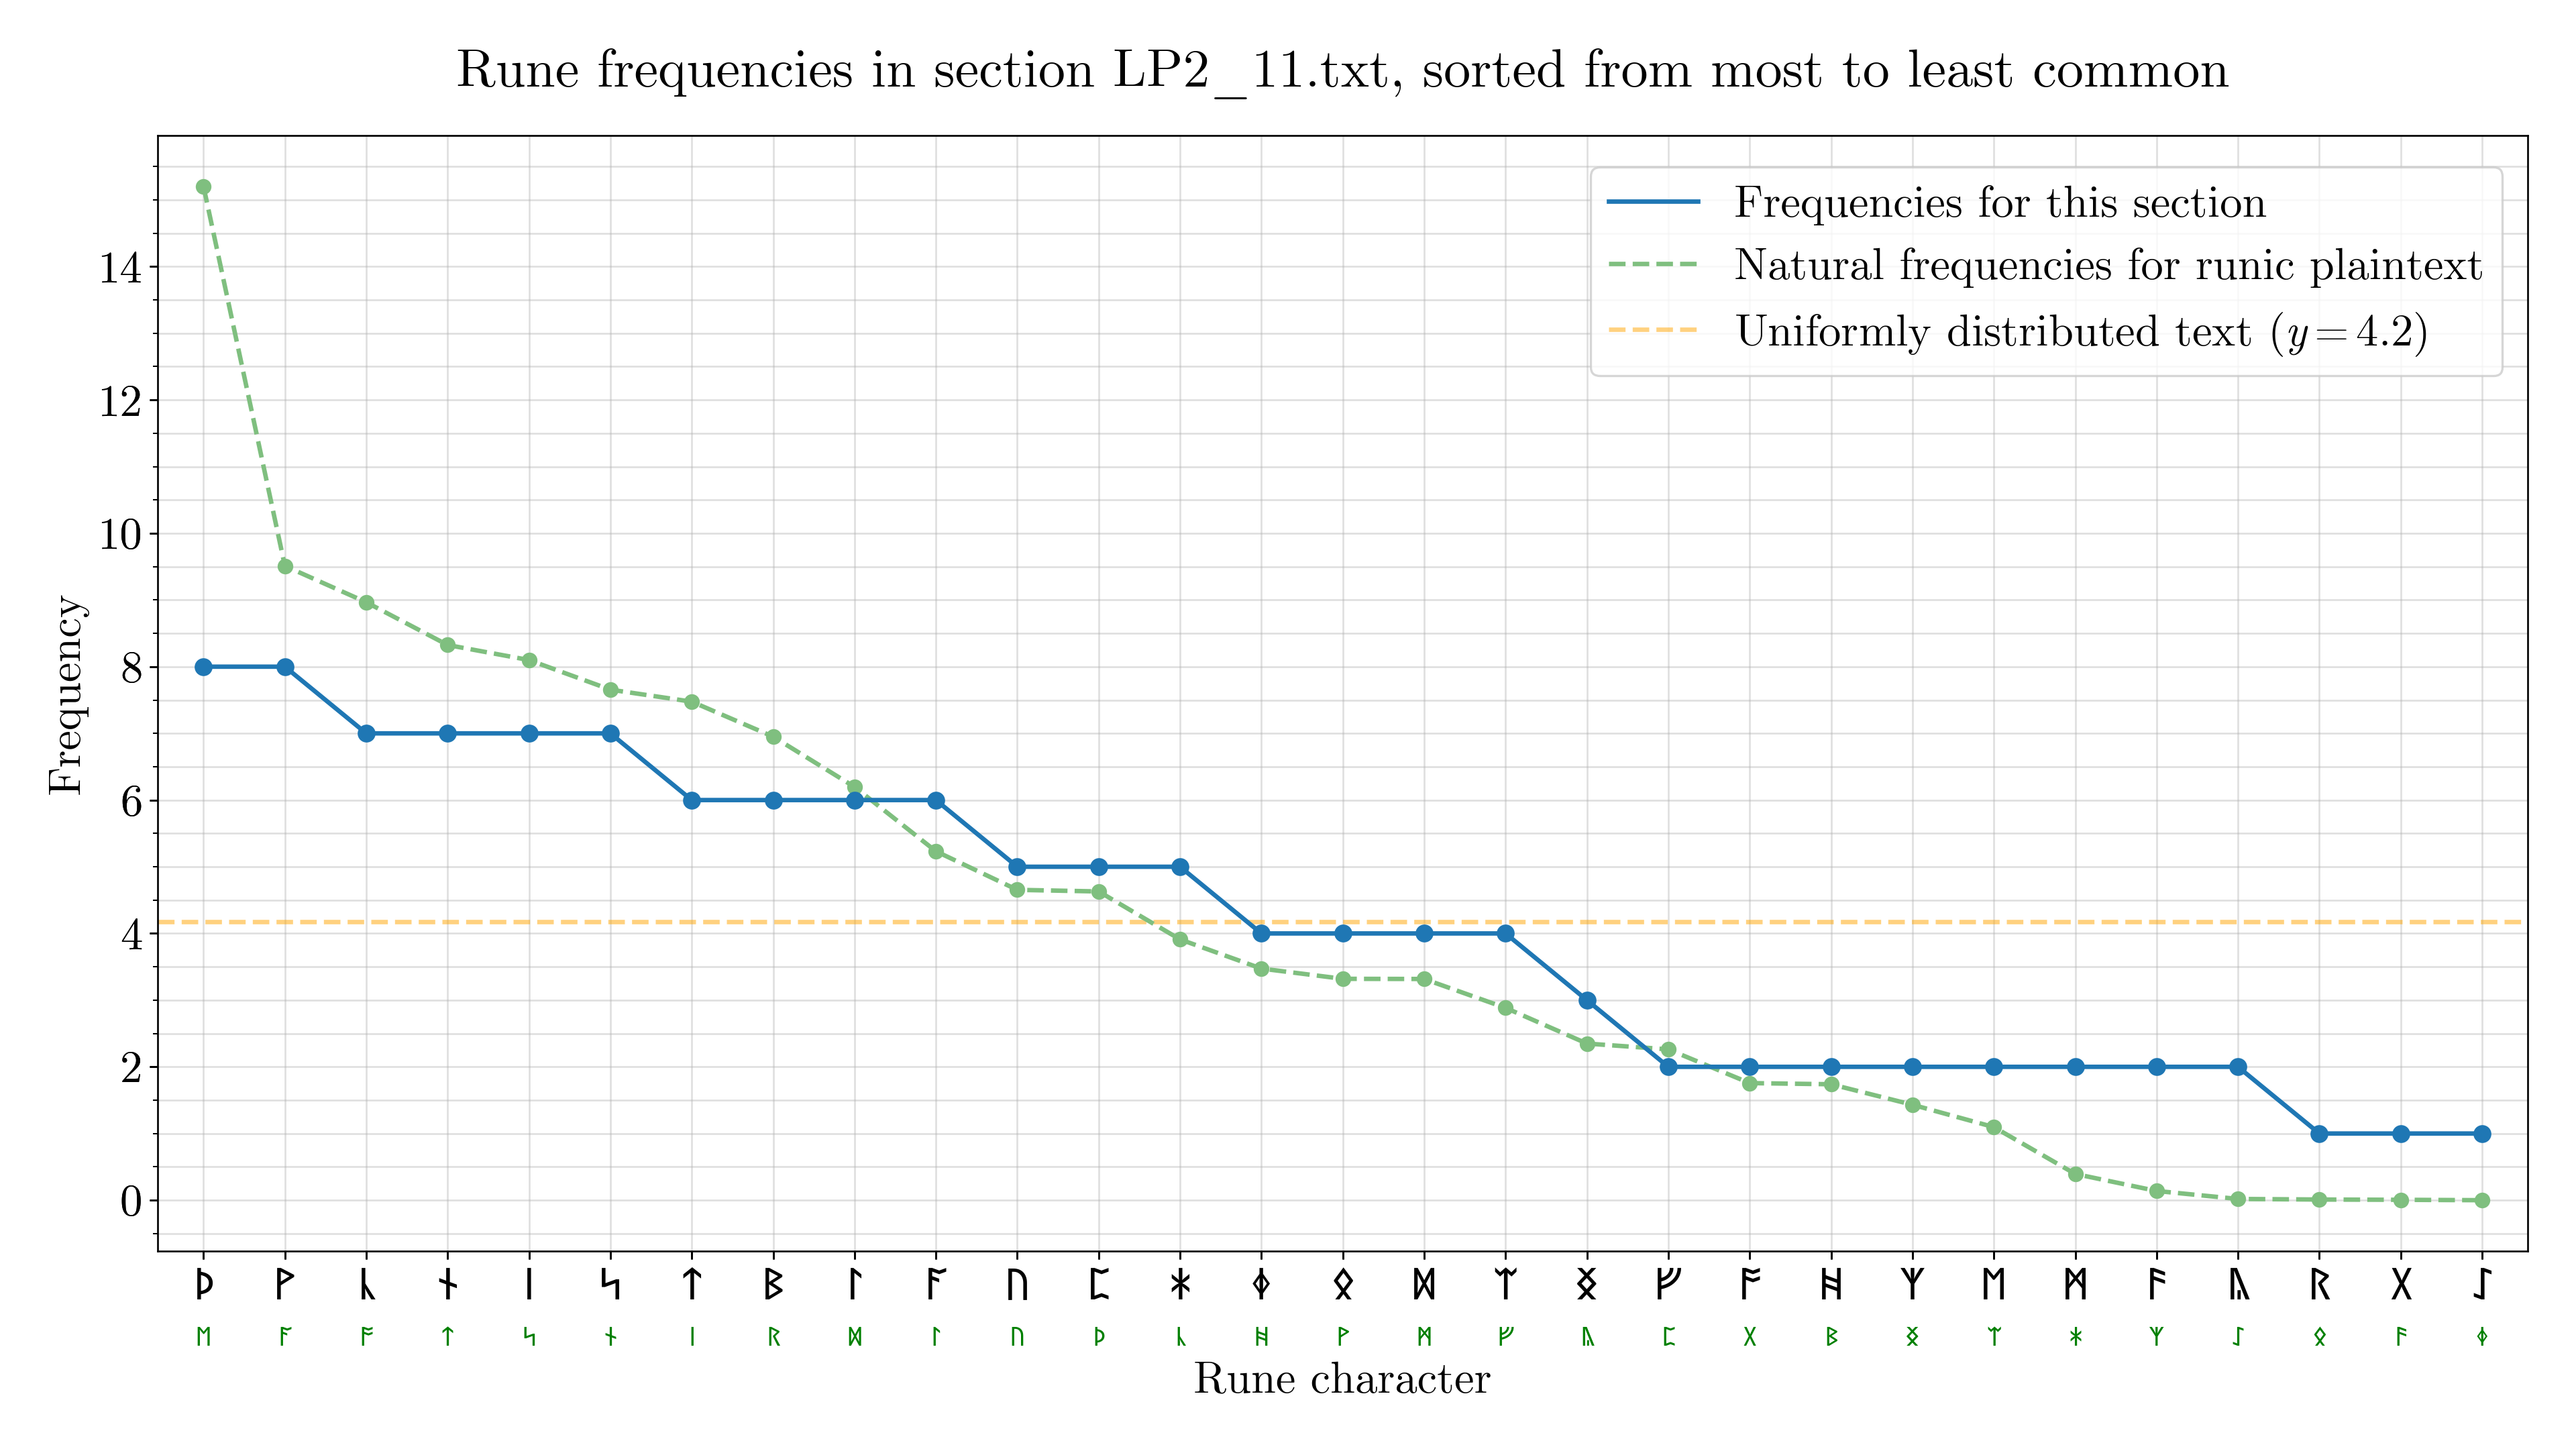 Rune frequencies in section LP2_11.txt, sorted from most to least common
Frequencies for this section
Natural frequencies for runic plaintext
Uniformly distributed text (y = 4.2)
Frequency
14
12
10
8
6
4
2
0
ᚦ ᚹ ᚳ ᚾ ᛁ ᛋ ᛏ ᛒ ᛚ ᚩ ᚢ ᛈ ᛡ ᛄ ᛟ ᛞ ᛠ ᛝ ᚠ ᚫ ᚻ ᛉ ᛖ ᛗ ᚪ ᚣ ᚱ ᚷ ᛇ
ᛖ ᚩ ᚫ ᛏ ᛋ ᚾ ᛁ ᚱ ᛞ ᛚ ᚢ ᚦ ᚳ ᚻ ᚹ ᛗ ᚠ ᚣ ᛈ ᚷ ᛒ ᛝ ᛠ ᛡ ᛉ ᛇ ᛟ ᚪ ᛄ
Rune character